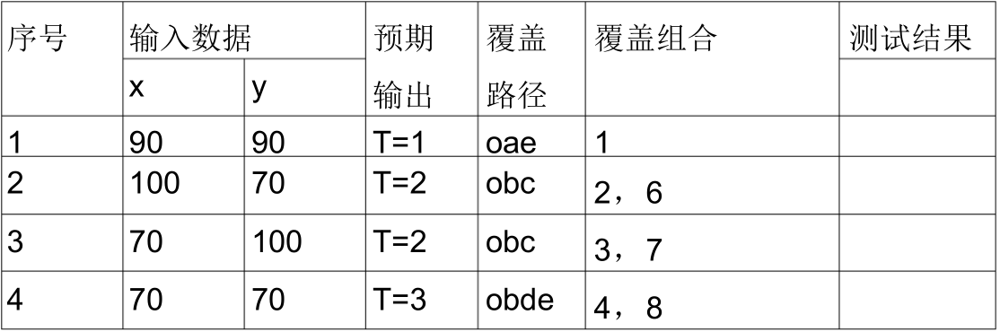 序号 输入数据 预期输出 覆盖路径 覆盖组合 测试结果
x y
1 90 90 T=1 oae 1
2 100 70 T=2 obc 2，6
3 70 100 T=2 obc 3，7
4 70 70 T=3 obde 4，8